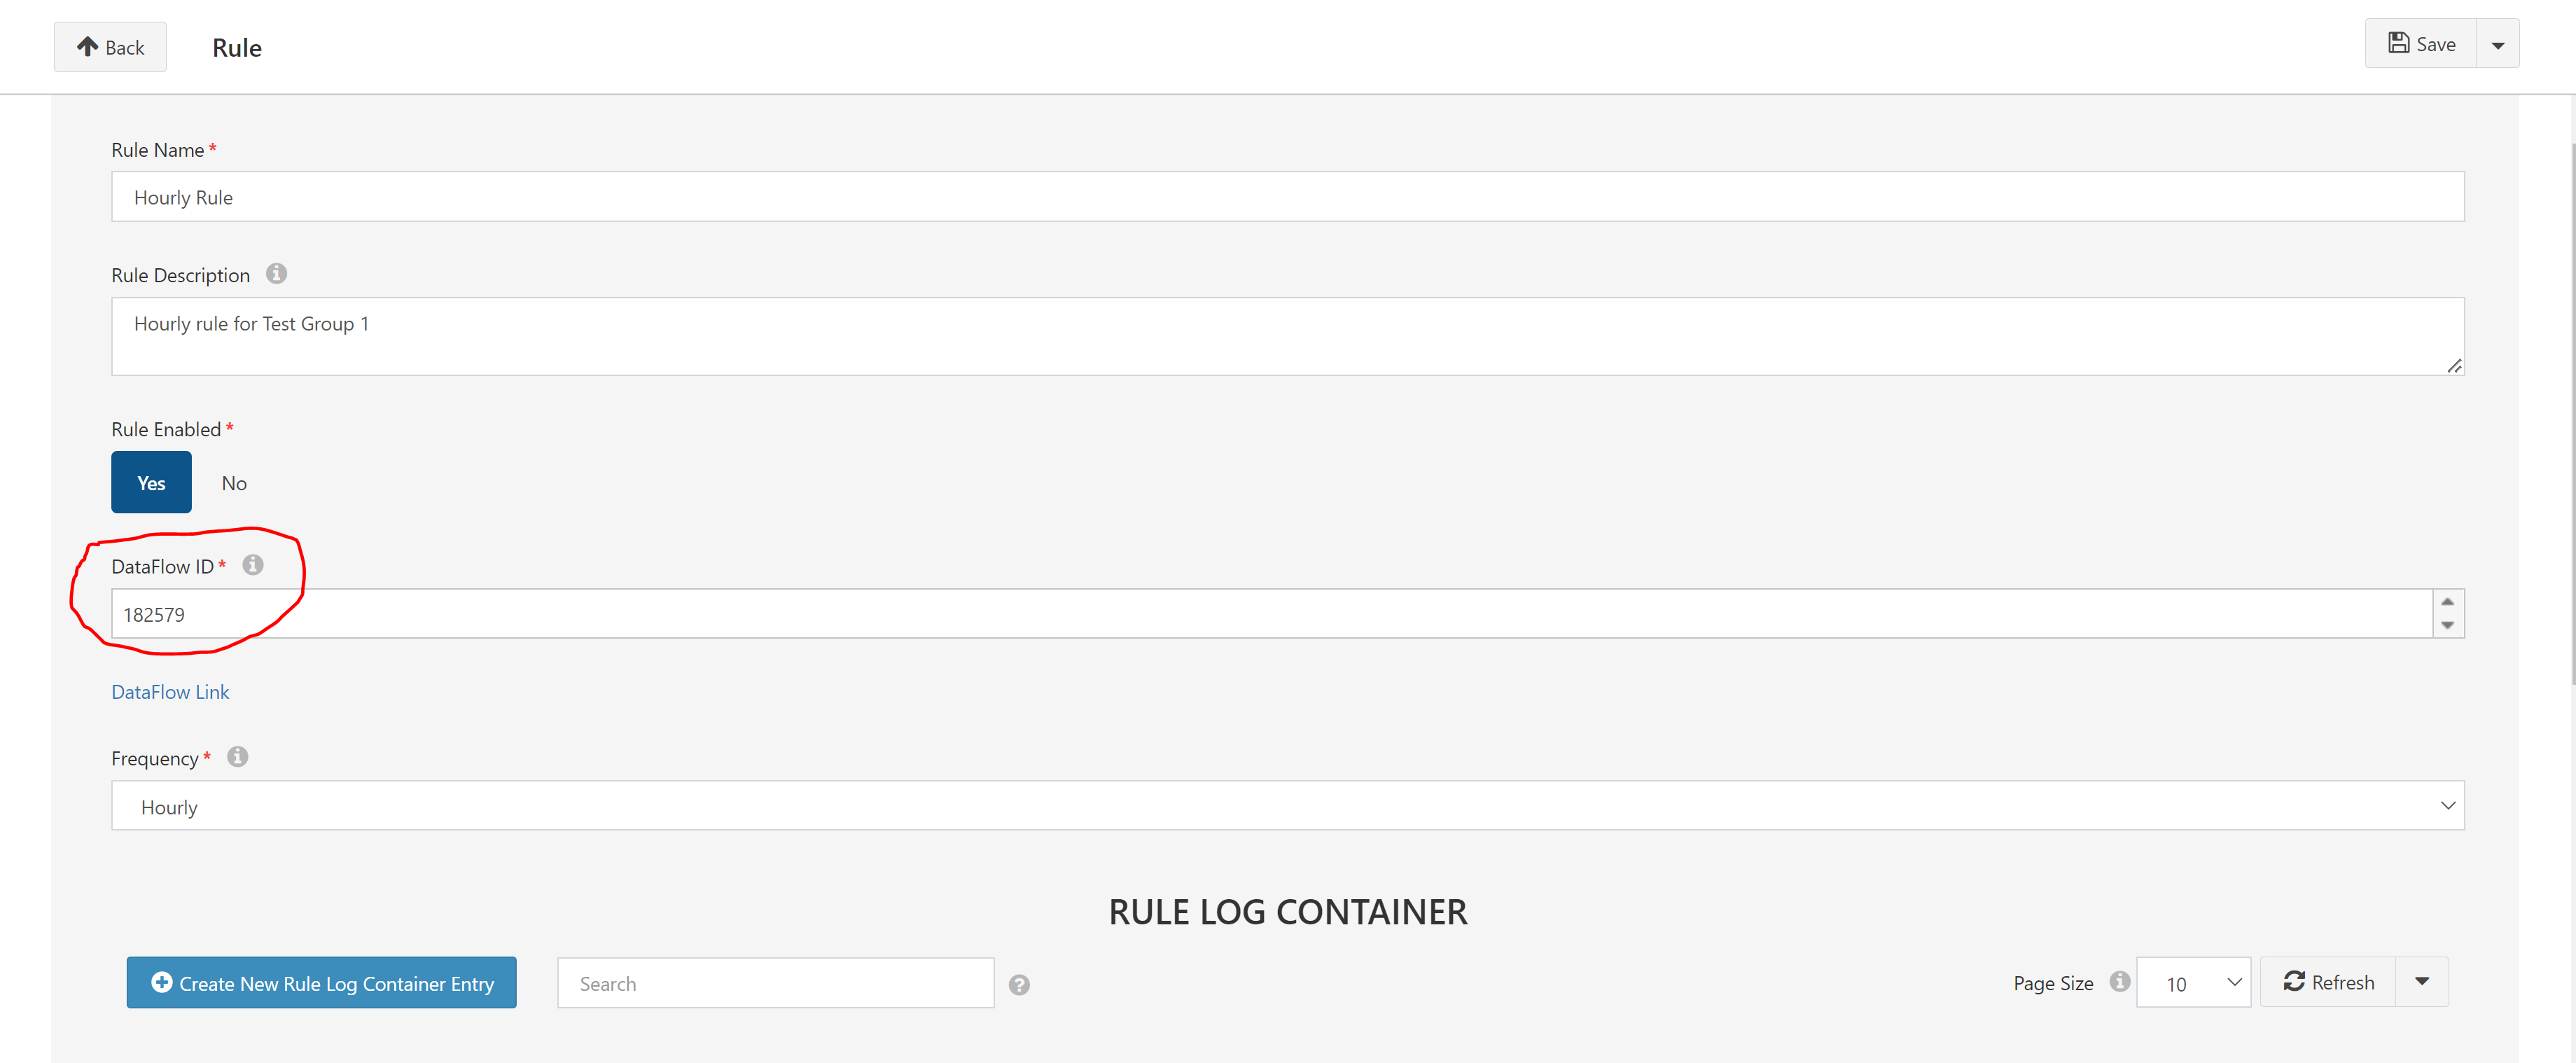 Back
Rule
Save
Rule Name *
Hourly Rule
Rule Description
Hourly rule for Test Group 1
Rule Enabled *
Yes No
DataFlow ID *
182579
DataFlow Link
Frequency *
Hourly
RULE LOG CONTAINER
Create New Rule Log Container Entry
Search
Page Size
10
Refresh